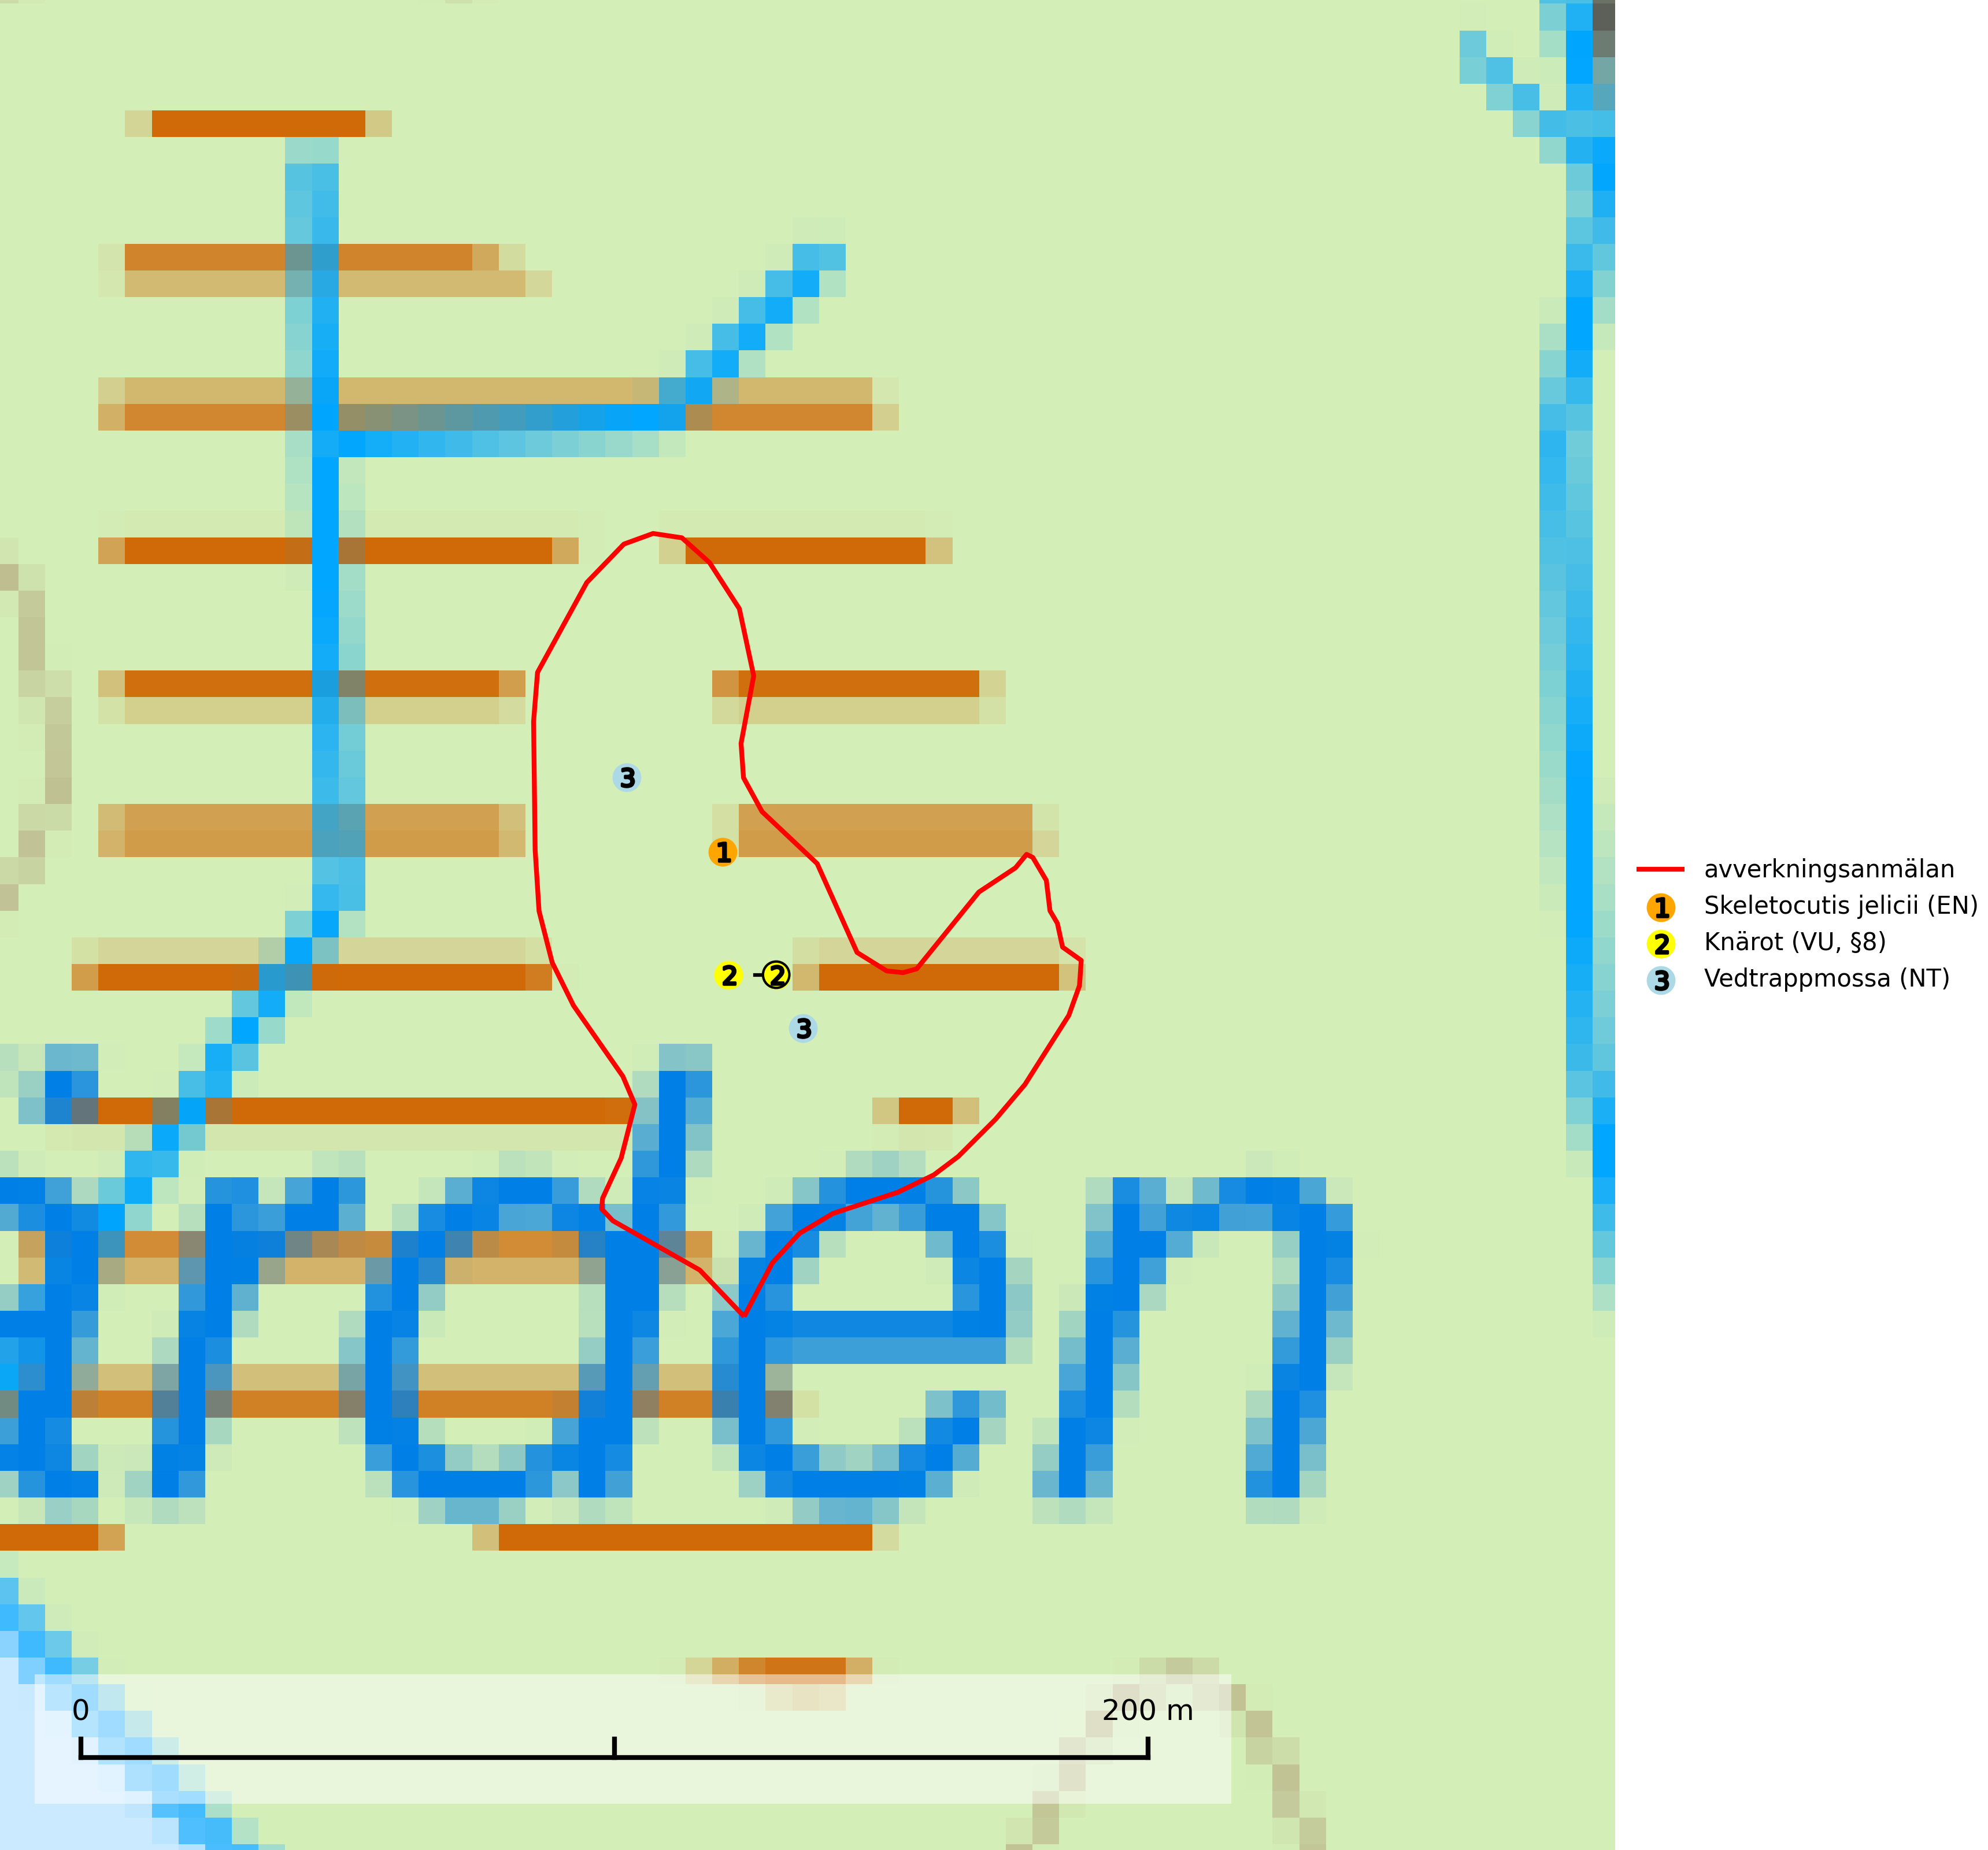 3
1
2 2
3
0 200 m
avverkningsanmälan
1 Skeletocutis jelicii (EN)
2 Knärot (VU, §8)
3 Vedtrappmossa (NT)